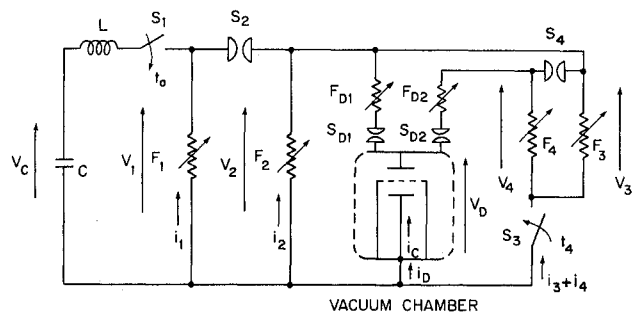 L
S1
S2
S4
to
FD1
FD2
SD1
SD2
VC
C
V1
F1
V2
F2
V4
F4
F3
V3
VD
S3
t4
i1
i2
iC
iD
i3+i4
VACUUM CHAMBER